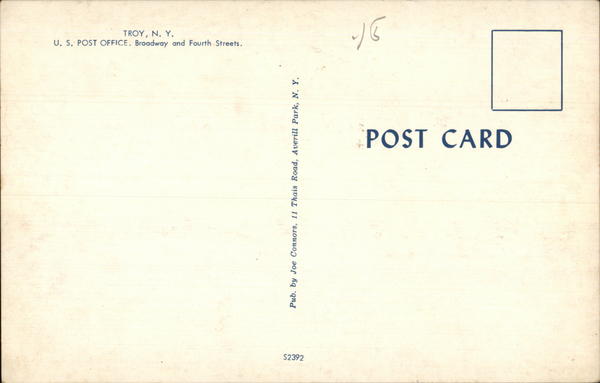 TROY, N. Y.
U. S. POST OFFICE. Broadway and Fourth Streets.
POST CARD
Pub. by Joe Connors, 11 Thais Road, Averill Park, N. Y.
S2392